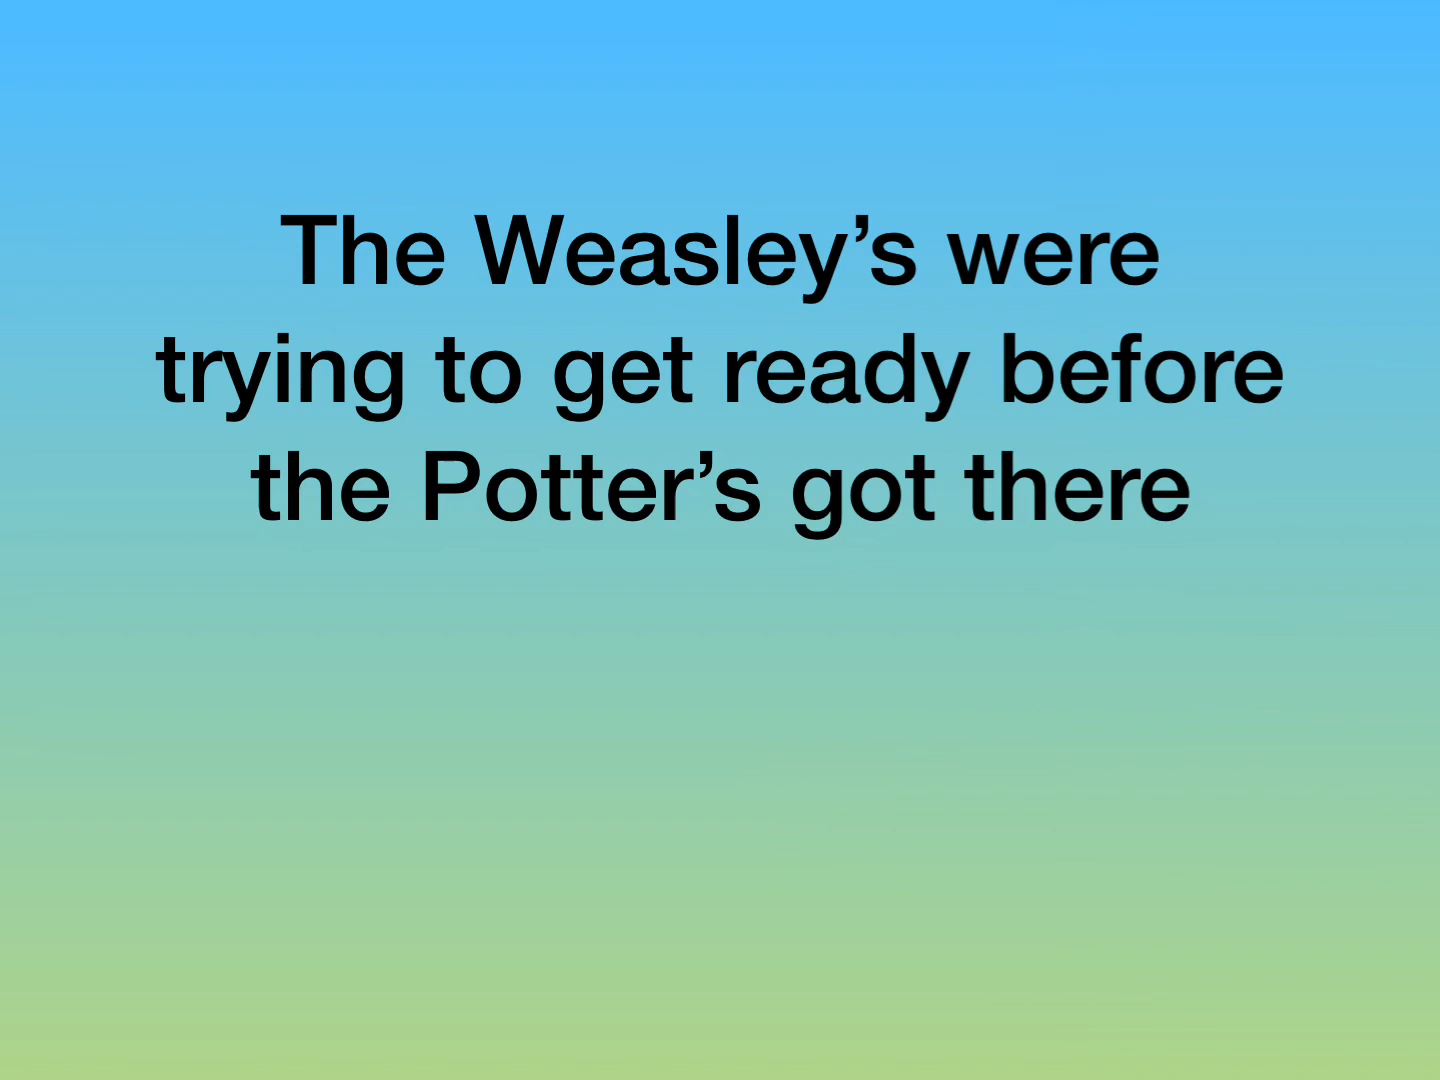 The Weasley’s were
trying to get ready before
the Potter’s got there